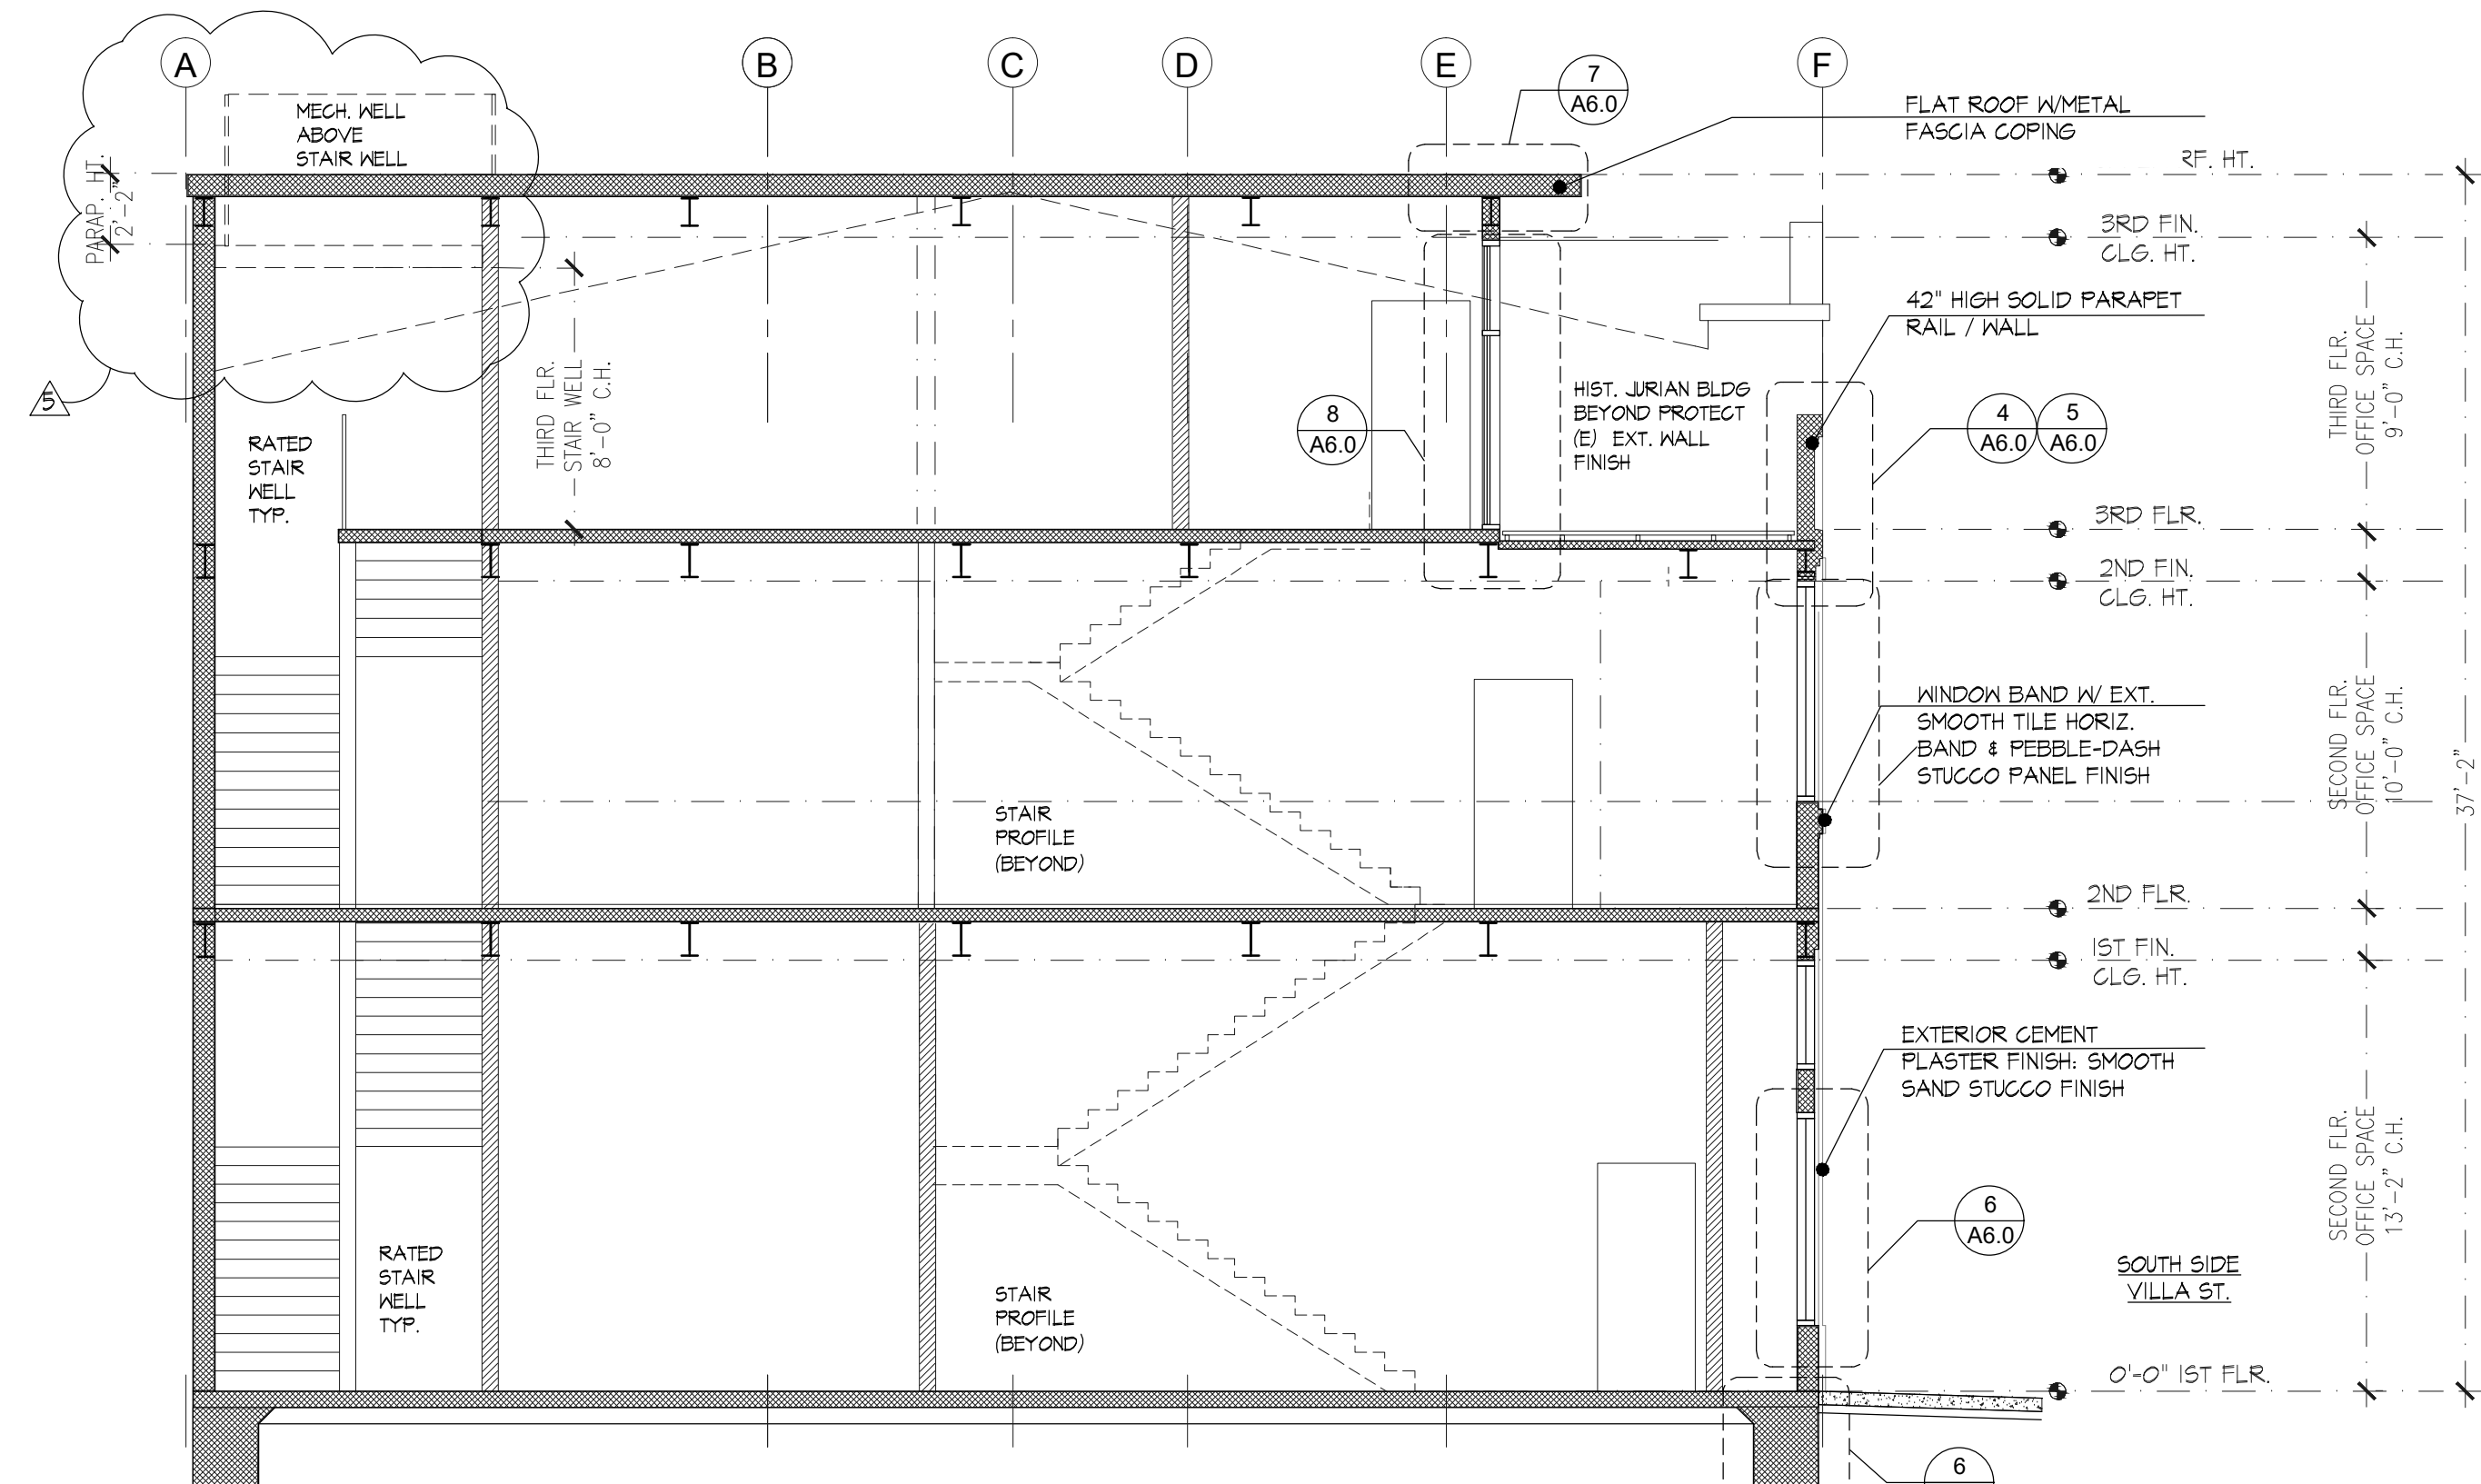 A
B
C
D
E
F
7
A6.0
MECH. WELL
ABOVE
STAIR WELL
FLAT ROOF W/METAL
FASCIA COPING
RF. HT.
PARAP. HT.
2'-2"
3RD FIN.
CLG. HT.
42" HIGH SOLID PARAPET
RAIL / WALL
THIRD FLR.
OFFICE SPACE
9'-0" C.H.
THIRD FLR.
STAIR WELL
8'-0" C.H.
5
HIST. JURIAN BLDG
BEYOND PROTECT
(E) EXT. WALL
FINISH
8
A6.0
4
A6.0
5
A6.0
RATED
STAIR
WELL
TYP.
3RD FLR.
2ND FIN.
CLG. HT.
WINDOW BAND W/ EXT.
SMOOTH TILE HORIZ.
BAND & PEBBLE-DASH
STUCCO PANEL FINISH
SECOND FLR.
OFFICE SPACE
10'-0" C.H.
37'-2"
STAIR
PROFILE
(BEYOND)
2ND FLR.
1ST FIN.
CLG. HT.
EXTERIOR CEMENT
PLASTER FINISH: SMOOTH
SAND STUCCO FINISH
SECOND FLR.
OFFICE SPACE
13'-2" C.H.
6
A6.0
RATED
STAIR
WELL
TYP.
STAIR
PROFILE
(BEYOND)
SOUTH SIDE
VILLA ST.
0'-0" 1ST FLR.
6